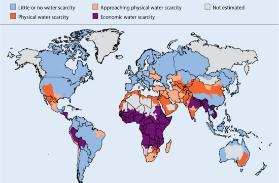 Little or no water scarcity
Approaching physical water scarcity
Not estimated
Physical water scarcity
Economic water scarcity